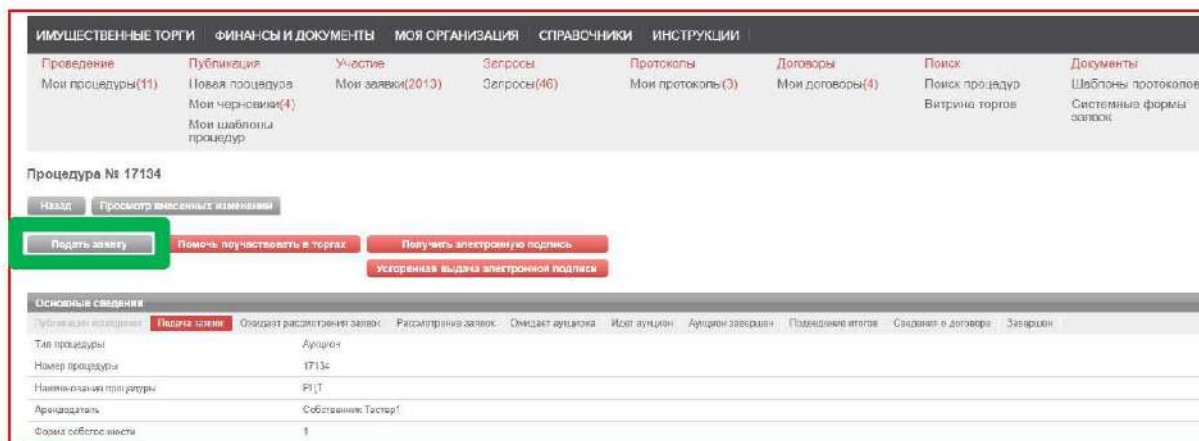 ИМУЩЕСТВЕННЫЕ ТОРГИ ФИНАНСЫ И ДОКУМЕНТЫ МОЯ ОРГАНИЗАЦИЯ СПРАВОЧНИКИ ИНСТРУКЦИИ
Проведение Публикация Участие Запросы Протоколы Договоры Поиск Документы
Мои процедуры(11) Новая процедура Мои заявки(2013) Запросы(46) Мои протоколы(3) Мои договоры(4) Поиск процедур Шаблоны протоколов
Мои черновики(4) Витрина торгов Системные формы заявок
Мои шаблоны процедур
Процедура № 17134
Назад Просмотр внесенных изменений
Подать заявку Помочь поучаствовать в торгах Получить электронную подпись
Ускоренная выдача электронной подписи
Основные сведения
Публикация извещения Подача заявок Ожидает рассмотрения заявок Рассмотрение заявок Ожидает аукциона Идет аукцион Аукцион завершен Подведение итогов Сведения о договоре Завершен
Тип процедуры Аукцион
Номер процедуры 17134
Наименование процедуры
Арендодатель Собственник Тестер1
Форма собственности 1